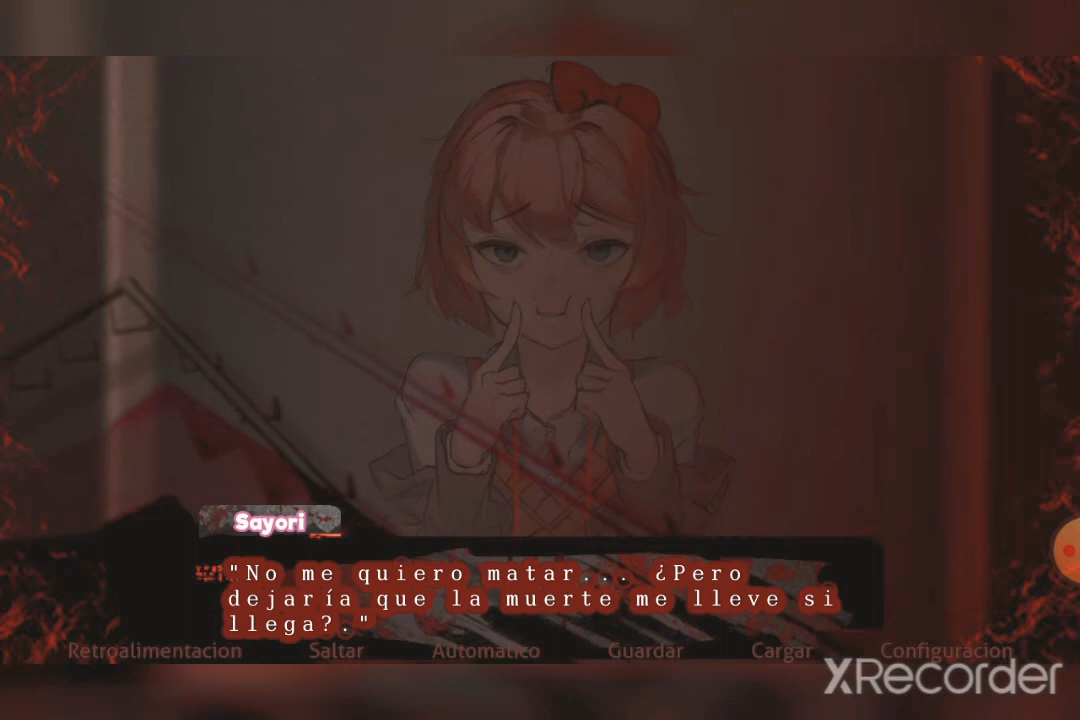 Sayori
"No me quiero matar... ¿Pero
dejaría que la muerte me lleve si
llega?."
Retroalimentacion Saltar Automatico Guardar Cargar Configuracion
XRecorder